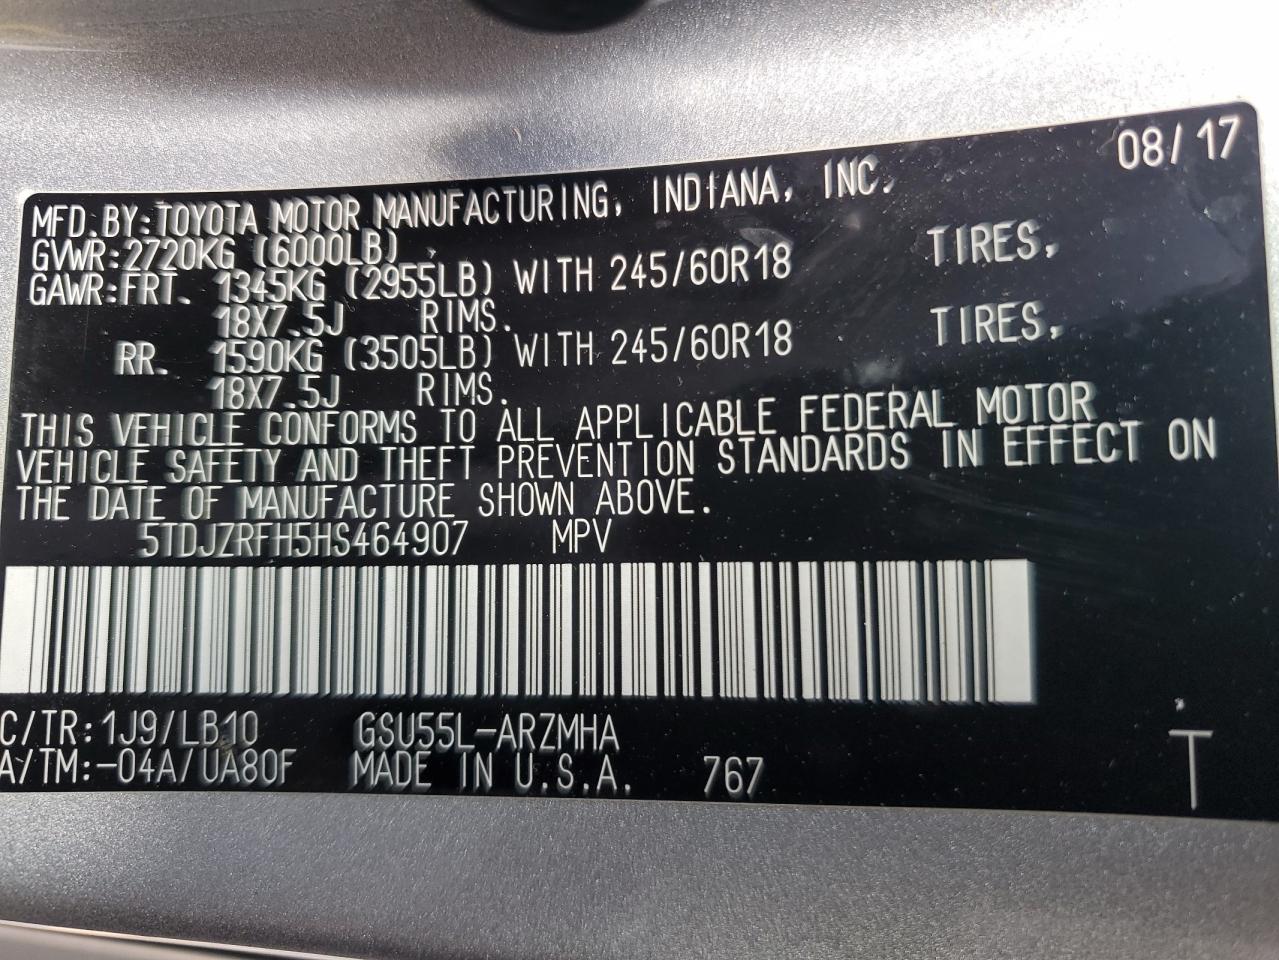 08/17
MFD.BY:TOYOTA MOTOR MANUFACTURING, INDIANA, INC.
GVWR:2720KG (6000LB)
GAWR:FRT. 1345KG (2955LB) WITH 245/60R18 TIRES,
18X7.5J RIMS.
RR. 1590KG (3505LB) WITH 245/60R18 TIRES,
18X7.5J RIMS.
THIS VEHICLE CONFORMS TO ALL APPLICABLE FEDERAL MOTOR
VEHICLE SAFETY AND THEFT PREVENTION STANDARDS IN EFFECT ON
THE DATE OF MANUFACTURE SHOWN ABOVE.
5TDJZRFH5HS464907 MPV
C/TR:1J9/LB10 GSU55L-ARZMHA
A/TM:-04A/UA80F MADE IN U.S.A. 767
T